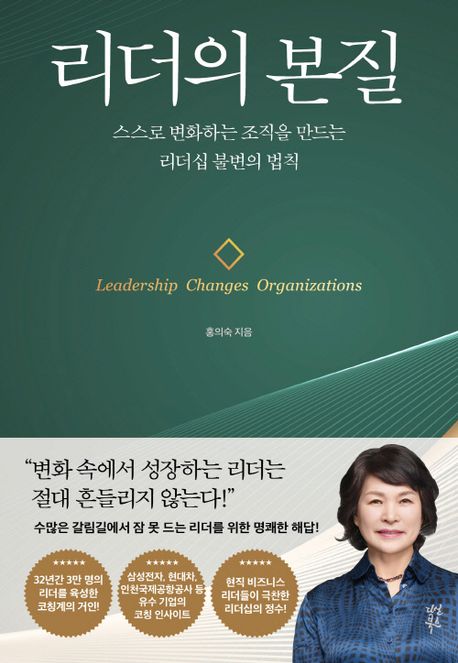 리더의 본질
스스로 변화하는 조직을 만드는
리더십 불변의 법칙
Leadership Changes Organizations
홍의숙 지음
“변화 속에서 성장하는 리더는
절대 흔들리지 않는다!”
수많은 갈림길에서 잠 못 드는 리더를 위한 명쾌한 해답!
32년간 3만 명의
리더를 육성한
코칭계의 거인!
삼성전자, 현대차,
인천국제공항공사 등
유수 기업의
코칭 인사이트
현직 비즈니스
리더들이 극찬한
리더십의 정수!
다산
북스